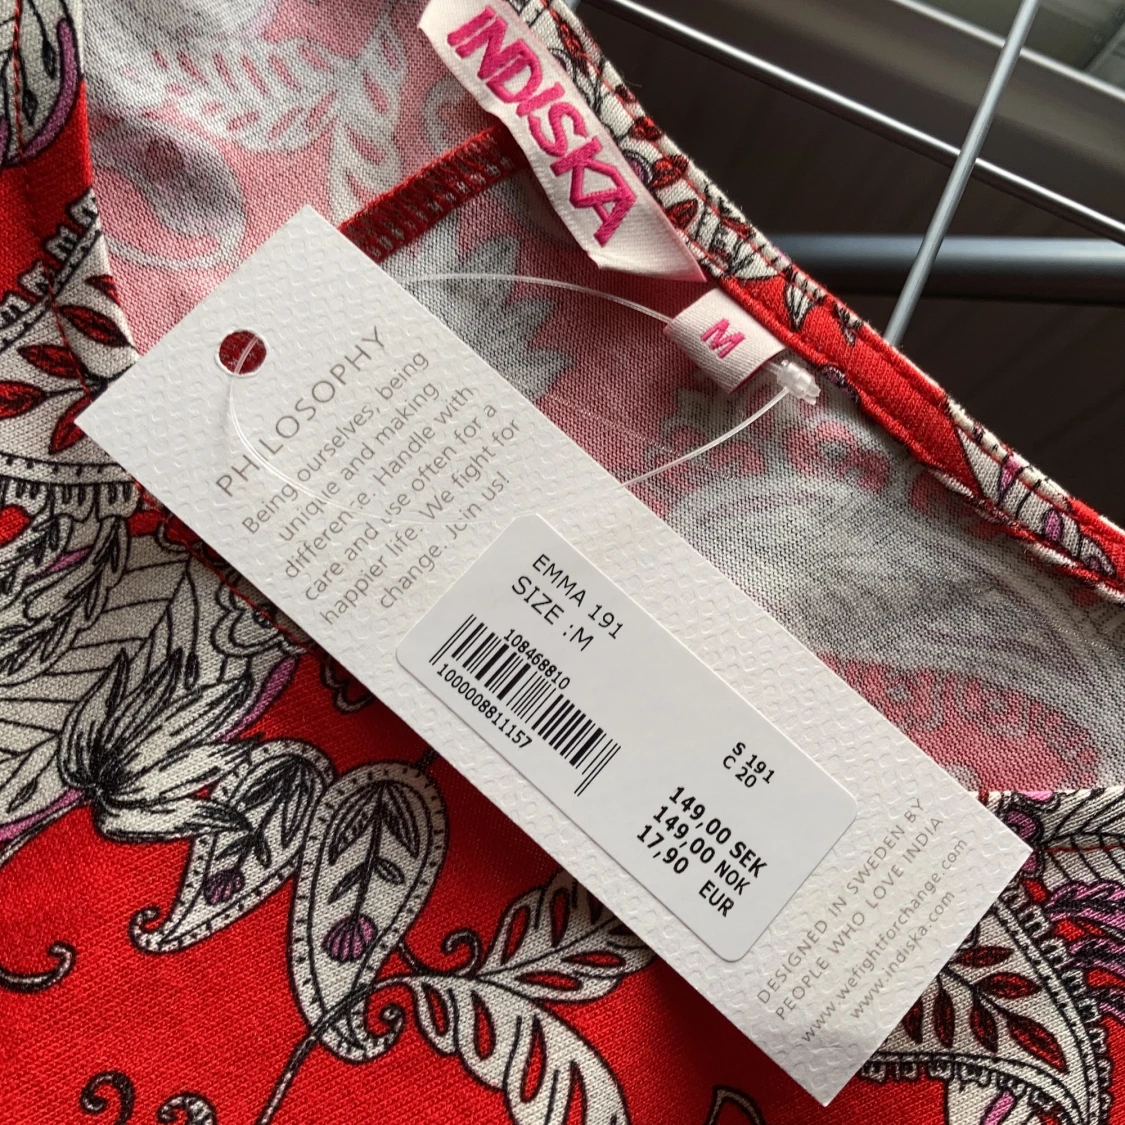 INDISKA
M
PHILOSOPHY
Being ourselves, being
unique and making
difference. Handle with
care and use often for a
happier life. We fight for
change. Join us!
EMMA 191
SIZE :M
108468810
1000008811157
S 191
C 20
149,00 SEK
149,00 NOK
17,90 EUR
DESIGNED IN SWEDEN BY
PEOPLE WHO LOVE INDIA
www.wefightforchange.com
www.indiska.com